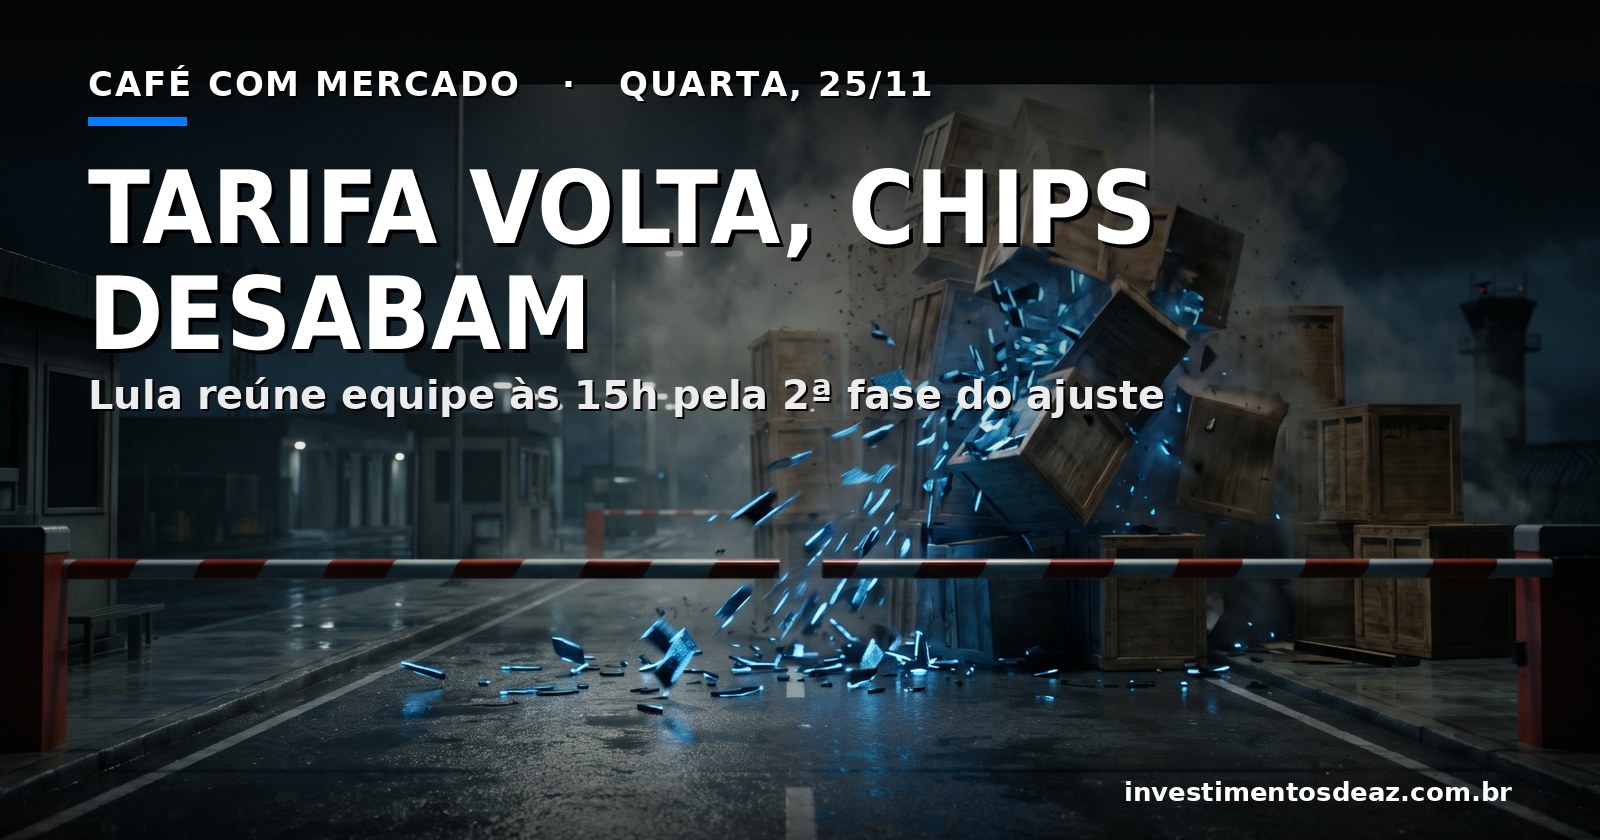 CAFÉ COM MERCADO · QUARTA, 25/11
TARIFA VOLTA, CHIPS
DESABAM
Lula reúne equipe às 15h pela 2ª fase do ajuste
investimentosdeaz.com.br